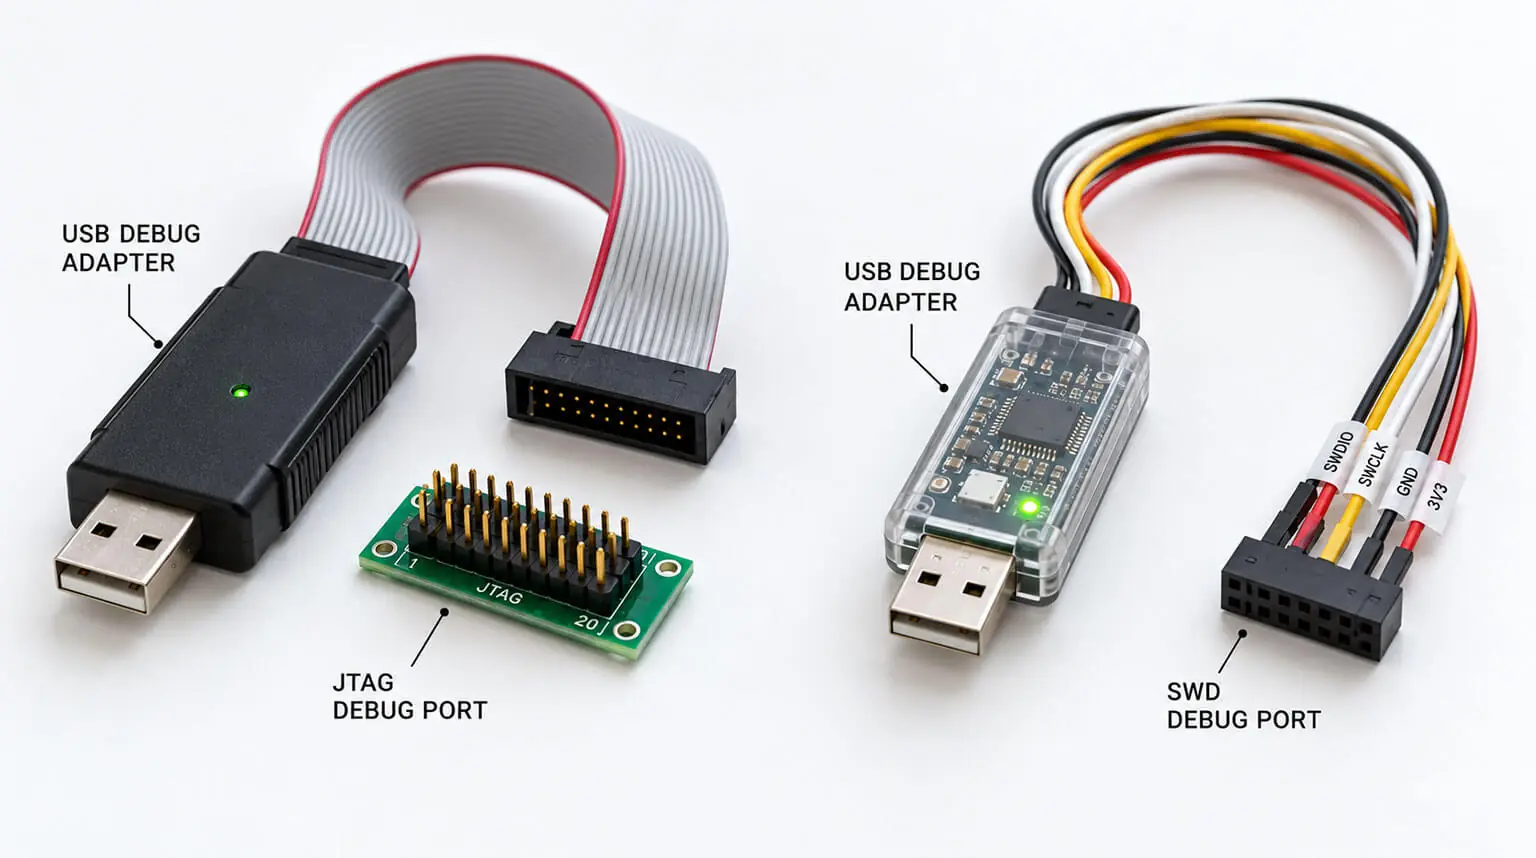 USB DEBUG
ADAPTER
JTAG
1
20
JTAG
DEBUG PORT
USB DEBUG
ADAPTER
SWDIO
SWCLK
GND
3V3
SWD
DEBUG PORT